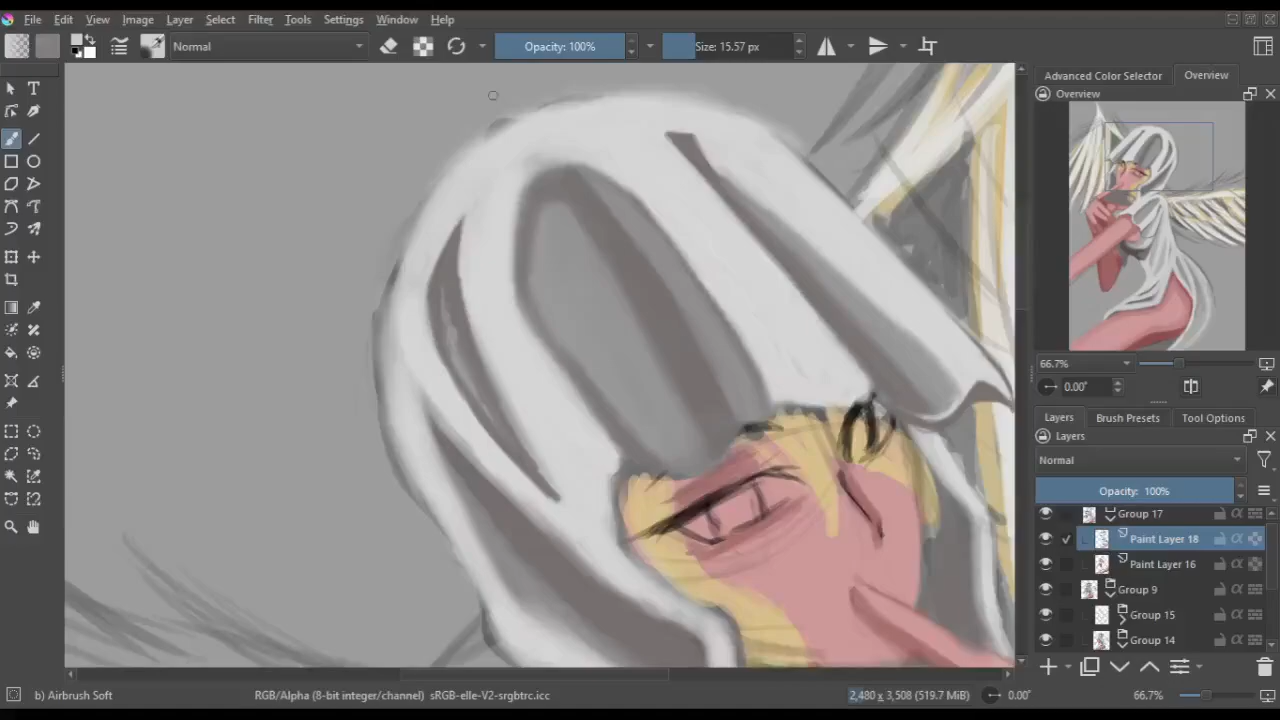 File Edit View Image Layer Select Filter Tools Settings Window Help
Normal Opacity: 100% Size: 15.57 px
Advanced Color Selector Overview
Overview
66.7%
0.00°
Layers Brush Presets Tool Options
Layers
Normal
Opacity: 100%
Group 17
Paint Layer 18
Paint Layer 16
Group 9
Group 15
Group 14
b) Airbrush Soft RGB/Alpha (8-bit integer/channel) sRGB-elle-V2-srgbtrc.icc 2,480 x 3,508 (519.7 MiB) 0.00° 66.7%